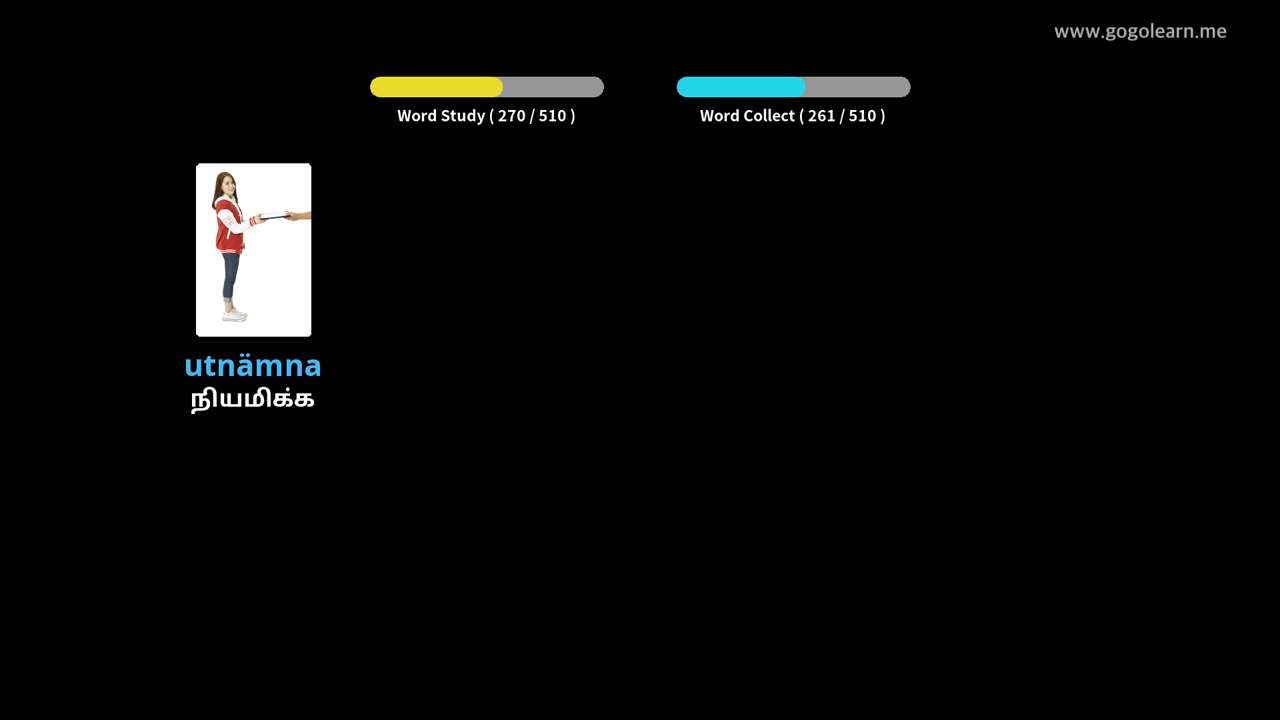 www.gogolearn.me
Word Study ( 270 / 510 )
Word Collect ( 261 / 510 )
utnämna
நியமிக்க